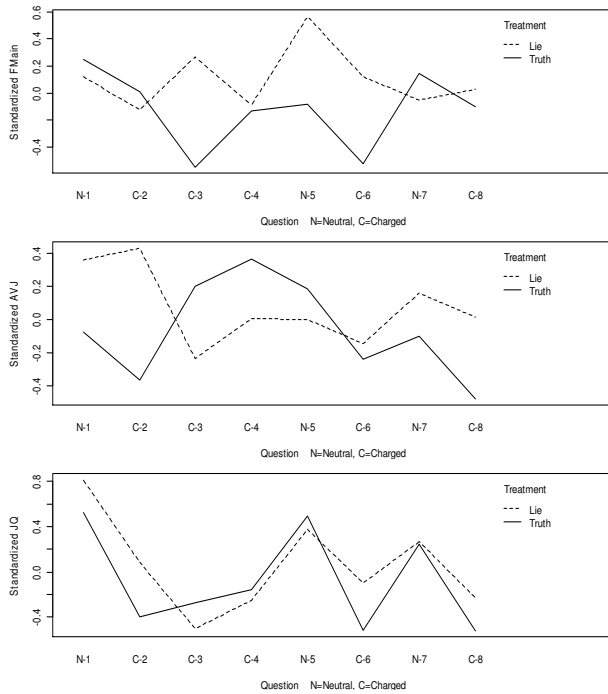 Standardized FMain
0.6
0.4
0.2
0.0
-0.4
Treatment
Lie
Truth
N-1 C-2 C-3 C-4 N-5 C-6 N-7 C-8
Question N=Neutral, C=Charged
Standardized AVJ
0.4
0.2
0.0
-0.2
-0.4
Treatment
Lie
Truth
N-1 C-2 C-3 C-4 N-5 C-6 N-7 C-8
Question N=Neutral, C=Charged
Standardized JQ
0.8
0.4
0.0
-0.4
Treatment
Lie
Truth
N-1 C-2 C-3 C-4 N-5 C-6 N-7 C-8
Question N=Neutral, C=Charged